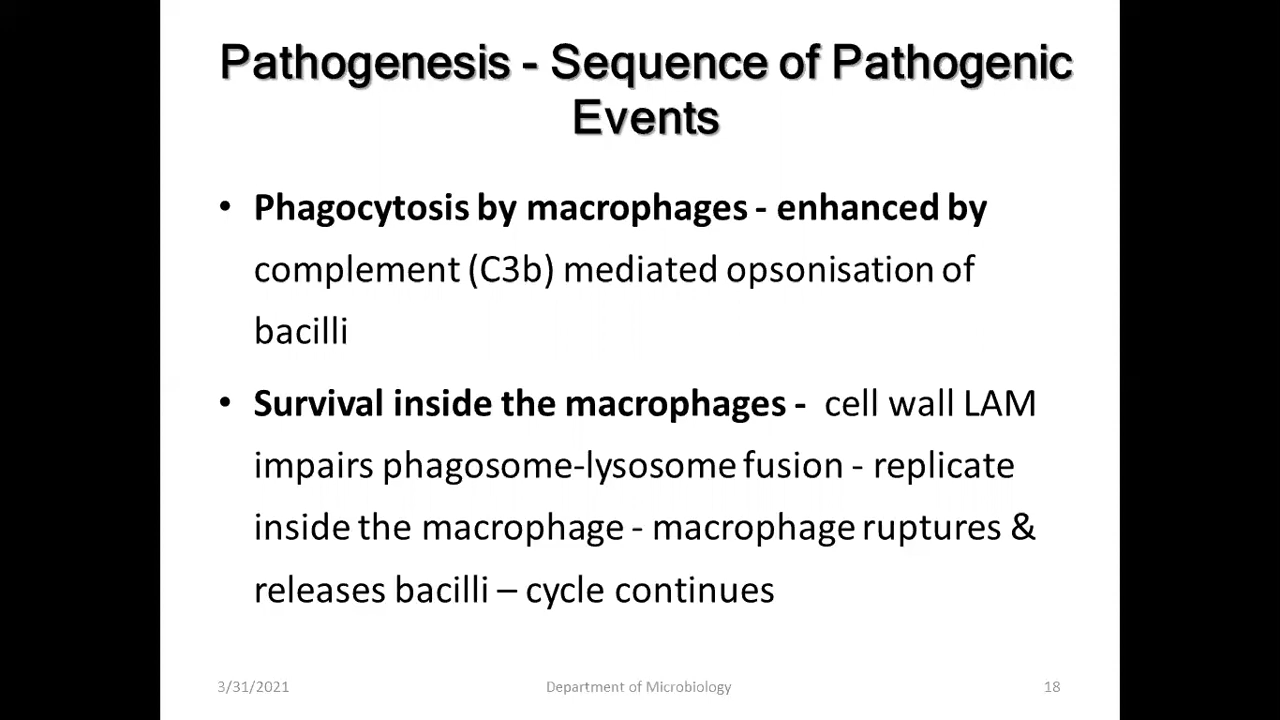 Pathogenesis - Sequence of Pathogenic
Events
• Phagocytosis by macrophages - enhanced by
complement (C3b) mediated opsonisation of
bacilli
• Survival inside the macrophages - cell wall LAM
impairs phagosome-lysosome fusion - replicate
inside the macrophage - macrophage ruptures &
releases bacilli – cycle continues
3/31/2021
Department of Microbiology
18